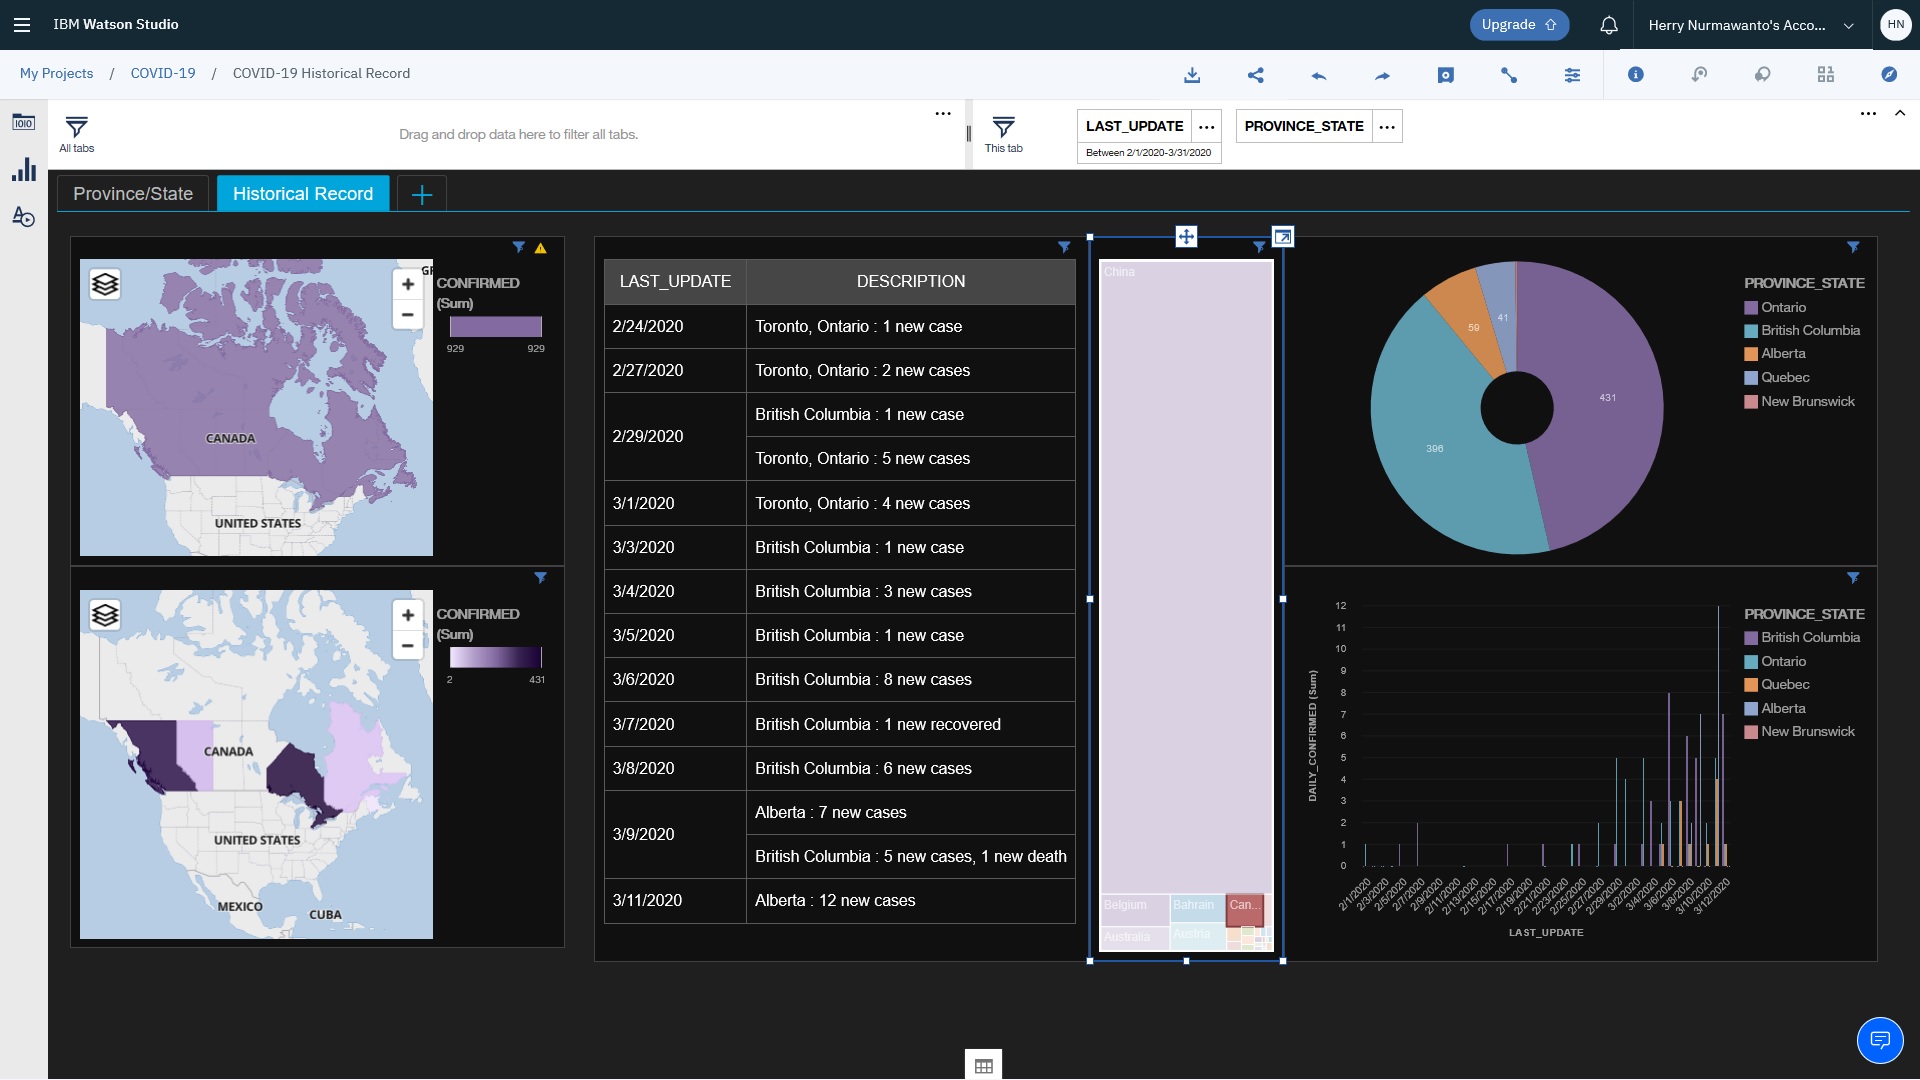 IBM Watson Studio
Upgrade
Herry Nurmawanto's Acco...
HN
My Projects / COVID-19 / COVID-19 Historical Record
All tabs
Drag and drop data here to filter all tabs.
This tab
LAST_UPDATE
Between 2/1/2020-3/31/2020
PROVINCE_STATE
Province/State
Historical Record
CONFIRMED
(Sum)
929 929
CANADA
UNITED STATES
CONFIRMED
(Sum)
2 431
CANADA
UNITED STATES
MEXICO
CUBA
LAST_UPDATE DESCRIPTION
2/24/2020 Toronto, Ontario : 1 new case
2/27/2020 Toronto, Ontario : 2 new cases
2/29/2020 British Columbia : 1 new case
Toronto, Ontario : 5 new cases
3/1/2020 Toronto, Ontario : 4 new cases
3/3/2020 British Columbia : 1 new case
3/4/2020 British Columbia : 3 new cases
3/5/2020 British Columbia : 1 new case
3/6/2020 British Columbia : 8 new cases
3/7/2020 British Columbia : 1 new recovered
3/8/2020 British Columbia : 6 new cases
3/9/2020 Alberta : 7 new cases
British Columbia : 5 new cases, 1 new death
3/11/2020 Alberta : 12 new cases
China
Belgium Bahrain Can...
Australia Austria
431
396
59
41
PROVINCE_STATE
Ontario
British Columbia
Alberta
Quebec
New Brunswick
DAILY_CONFIRMED (Sum)
12
11
10
9
8
7
6
5
4
3
2
1
0
2/1/2020 2/3/2020 2/5/2020 2/7/2020 2/9/2020 2/11/2020 2/13/2020 2/15/2020 2/17/2020 2/19/2020 2/21/2020 2/23/2020 2/25/2020 2/27/2020 2/29/2020 3/2/2020 3/4/2020 3/6/2020 3/8/2020 3/10/2020 3/12/2020
LAST_UPDATE
PROVINCE_STATE
British Columbia
Ontario
Quebec
Alberta
New Brunswick